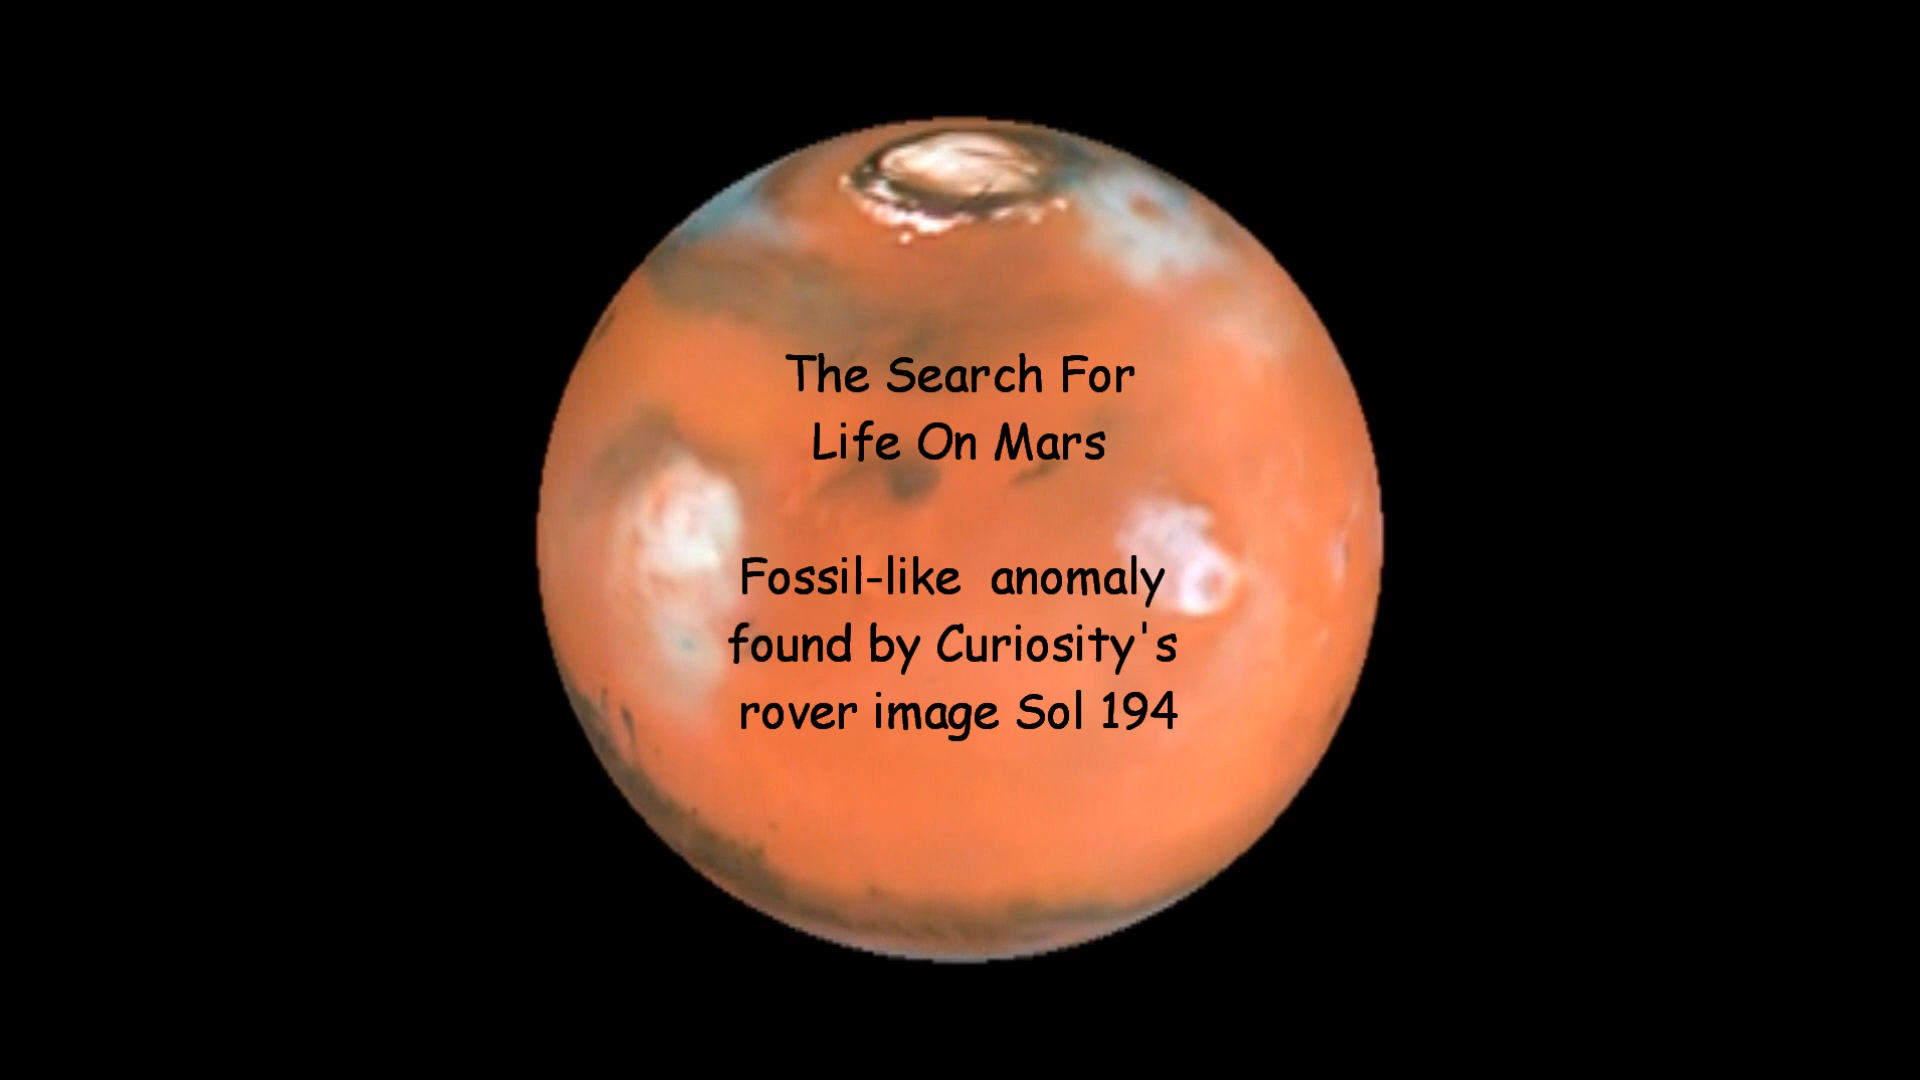 The Search For
Life On Mars
Fossil-like anomaly
found by Curiosity's
rover image Sol 194